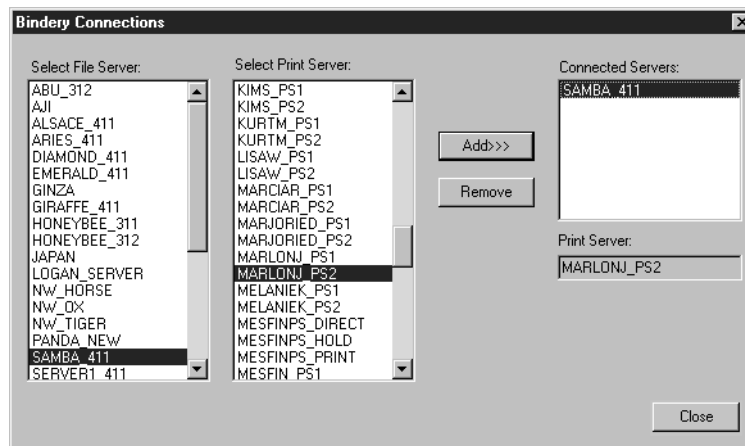 Bindery Connections
Select File Server:
ABU_312
AJI
ALSACE_411
ARIES_411
DIAMOND_411
EMERALD_411
GINZA
GIRAFFE_411
HONEYBEE_311
HONEYBEE_312
JAPAN
LOGAN_SERVER
NW_HORSE
NW_OX
NW_TIGER
PANDA_NEW
SAMBA_411
SERVER1_411
Select Print Server:
KIMS_PS1
KIMS_PS2
KURTM_PS1
KURTM_PS2
LISAW_PS1
LISAW_PS2
MARCIAR_PS1
MARCIAR_PS2
MARJORIED_PS1
MARJORIED_PS2
MARLONJ_PS1
MARLONJ_PS2
MELANIEK_PS1
MELANIEK_PS2
MESFINPS_DIRECT
MESFINPS_HOLD
MESFINPS_PRINT
MESFIN_PS1
Add>>>
Remove
Connected Servers:
SAMBA_411
Print Server:
MARLONJ_PS2
Close